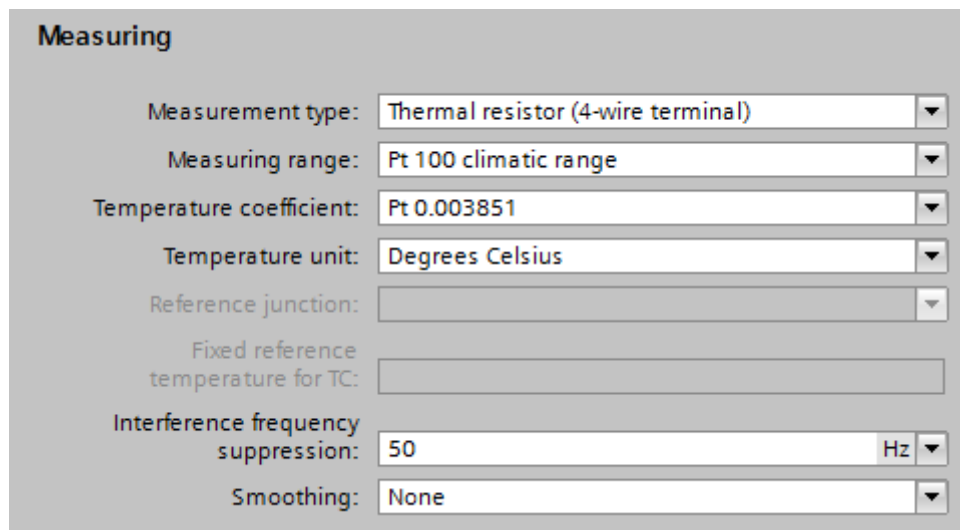 Measuring
Measurement type: Thermal resistor (4-wire terminal)
Measuring range: Pt 100 climatic range
Temperature coefficient: Pt 0.003851
Temperature unit: Degrees Celsius
Reference junction:
Fixed reference
temperature for TC:
Interference frequency
suppression: 50 Hz
Smoothing: None